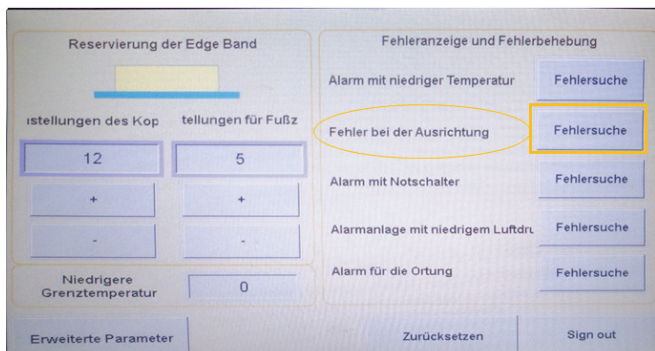 Reservierung der Edge Band
ıstellungen des Kop
tellungen für Fußz
12
5
+
+
-
-
Niedrigere
Grenztemperatur
0
Fehleranzeige und Fehlerbehebung
Alarm mit niedriger Temperatur
Fehlersuche
Fehler bei der Ausrichtung
Fehlersuche
Alarm mit Notschalter
Fehlersuche
Alarmanlage mit niedrigem Luftdru
Fehlersuche
Alarm für die Ortung
Fehlersuche
Erweiterte Parameter
Zurücksetzen
Sign out